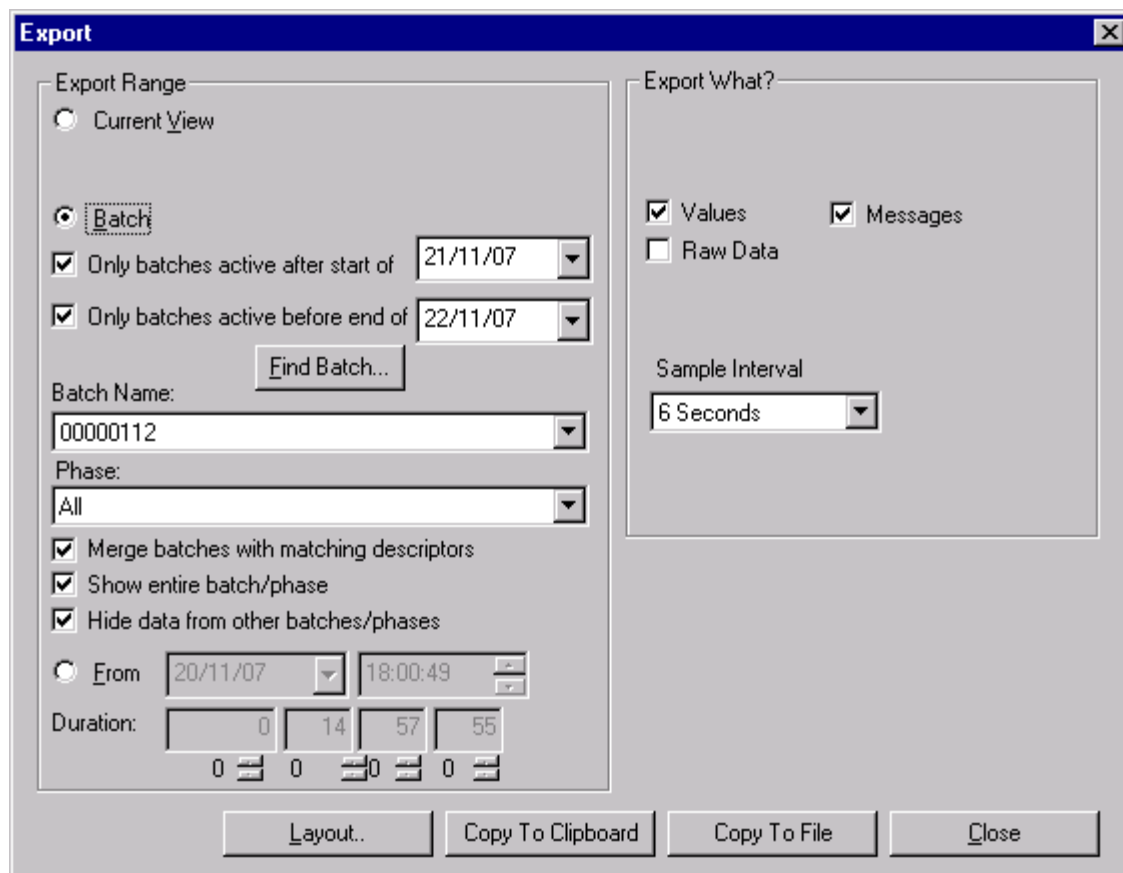 Export
Export Range
Current View
Batch
Only batches active after start of 21/11/07
Only batches active before end of 22/11/07
Find Batch...
Batch Name:
00000112
Phase:
All
Merge batches with matching descriptors
Show entire batch/phase
Hide data from other batches/phases
From 20/11/07 18:00:49
Duration: 0 14 57 55
0 0 0 0
Export What?
Values Messages
Raw Data
Sample Interval
6 Seconds
Layout.. Copy To Clipboard Copy To File Close